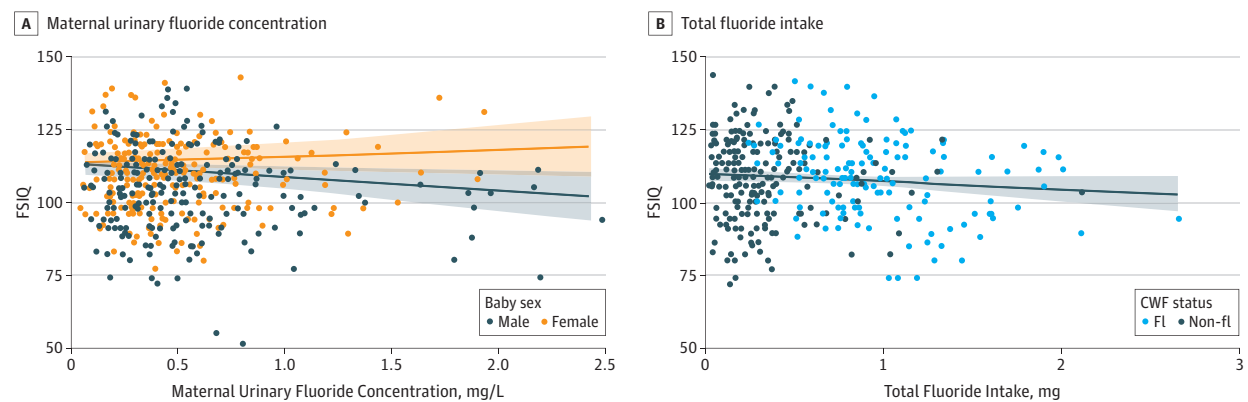 A Maternal urinary fluoride concentration
150
125
100
75
50
FSIQ
0
0.5
1.0
1.5
2.0
2.5
Maternal Urinary Fluoride Concentration, mg/L
Baby sex
Male Female
B Total fluoride intake
150
125
100
75
50
FSIQ
0
1
2
3
Total Fluoride Intake, mg
CWF status
Fl Non-fl